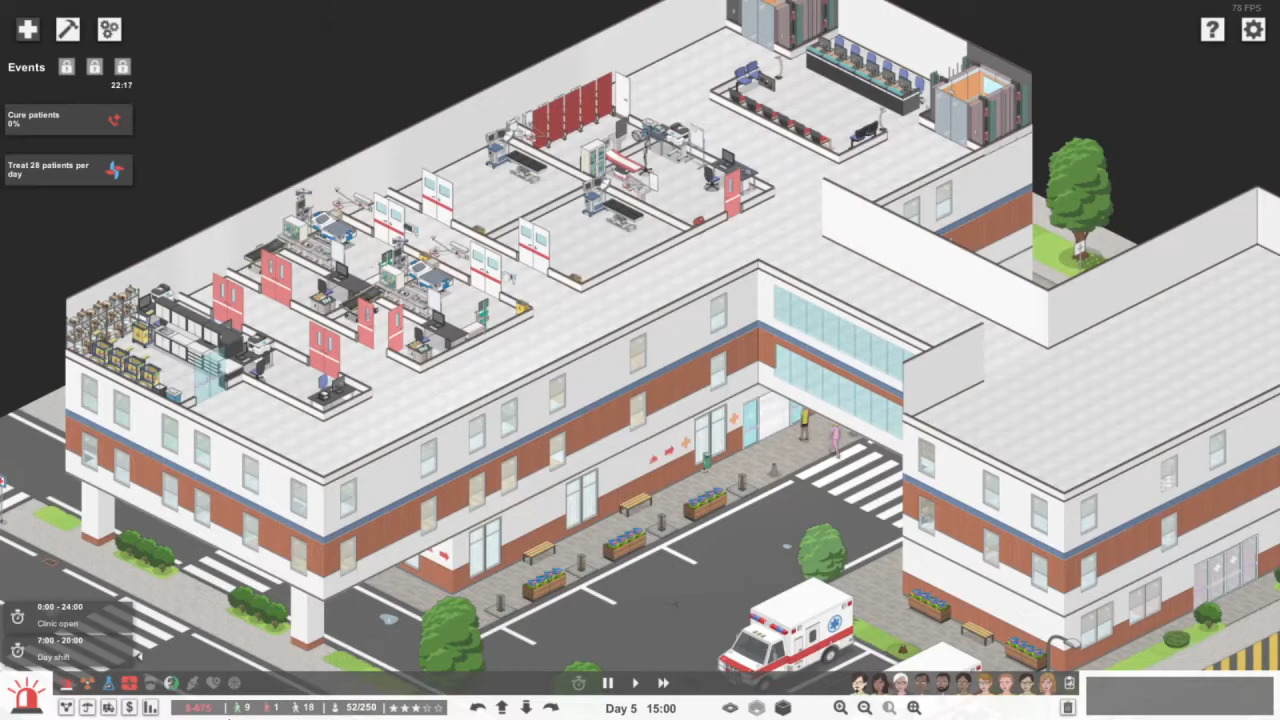 78 FPS
Events
22:17
Cure patients
0%
Treat 28 patients per
day
0:00 - 24:00
Clinic open
7:00 - 20:00
Day shift
$-675
9
1
18
52/250
Day 5 15:00